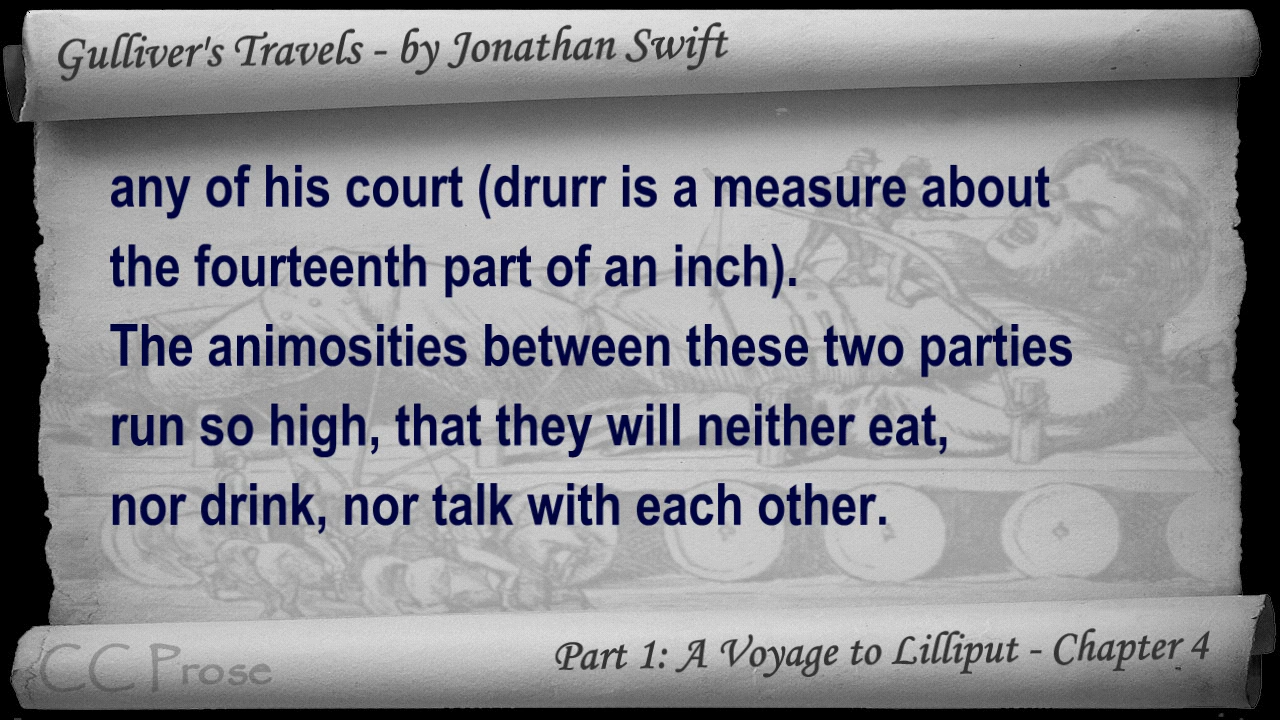 Gulliver's Travels - by Jonathan Swift
any of his court (drurr is a measure about
the fourteenth part of an inch).
The animosities between these two parties
run so high, that they will neither eat,
nor drink, nor talk with each other.
Part 1: A Voyage to Lilliput - Chapter 4
CC Prose